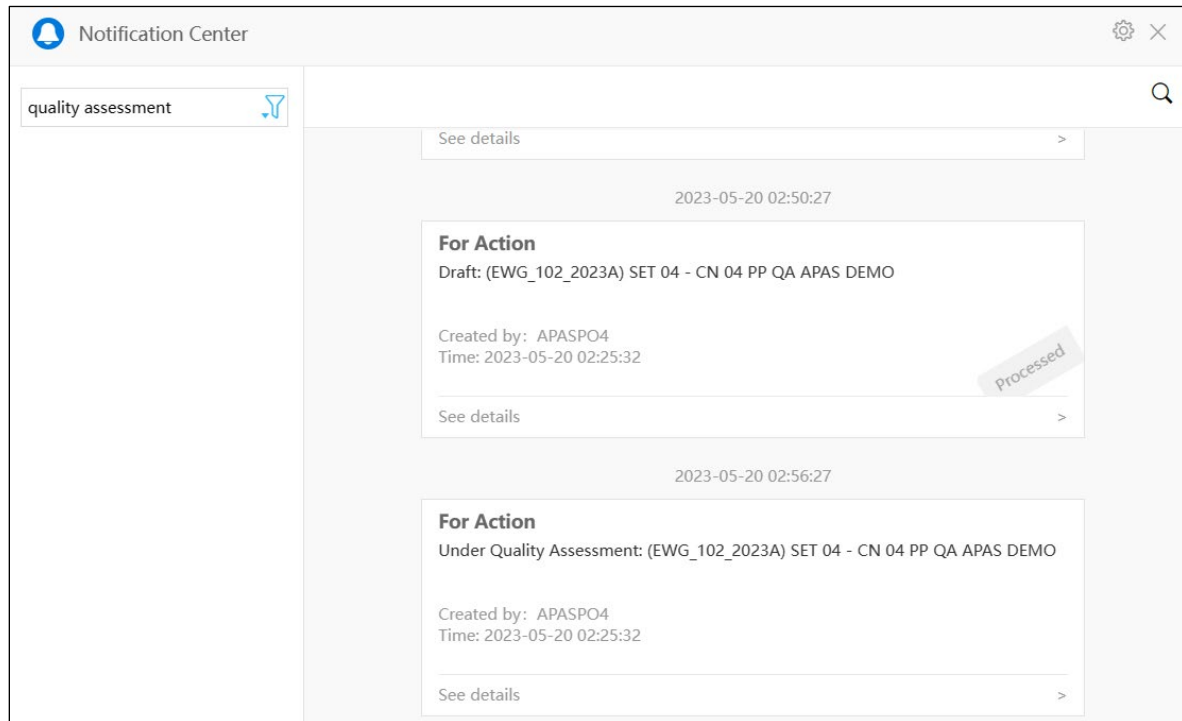 Notification Center
quality assessment
See details >
2023-05-20 02:50:27
For Action
Draft: (EWG_102_2023A) SET 04 - CN 04 PP QA APAS DEMO
Created by: APASPO4
Time: 2023-05-20 02:25:32
Processed
See details >
2023-05-20 02:56:27
For Action
Under Quality Assessment: (EWG_102_2023A) SET 04 - CN 04 PP QA APAS DEMO
Created by: APASPO4
Time: 2023-05-20 02:25:32
See details >